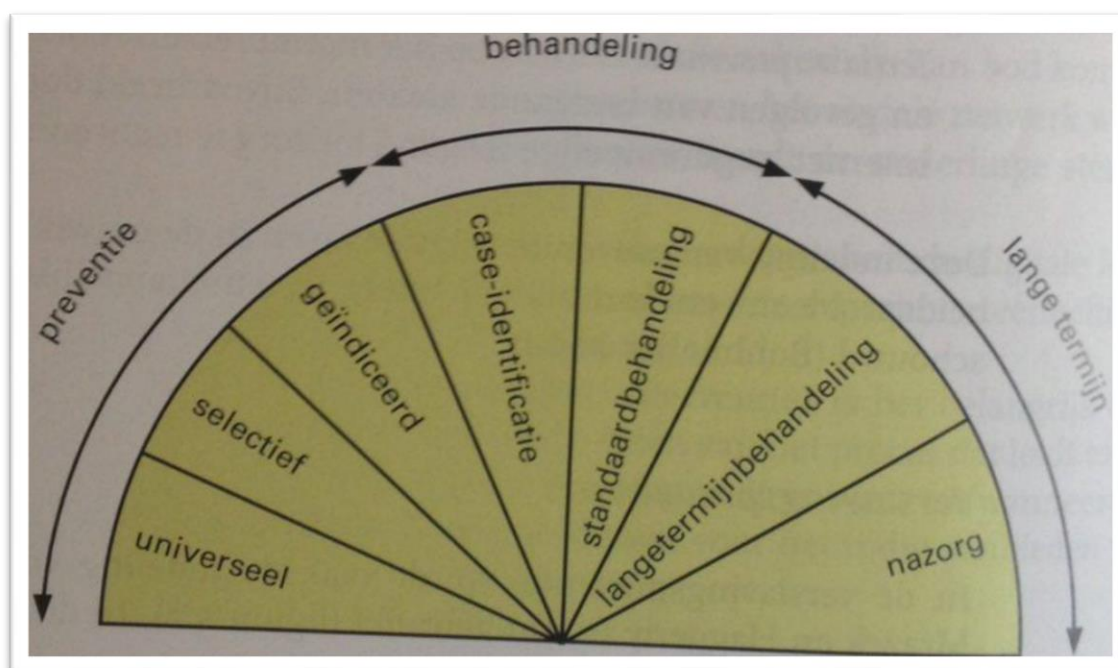 behandeling
preventie
lange termijn
universeel
selectief
geïndiceerd
case-identificatie
standaardbehandeling
langetermijnbehandeling
nazorg